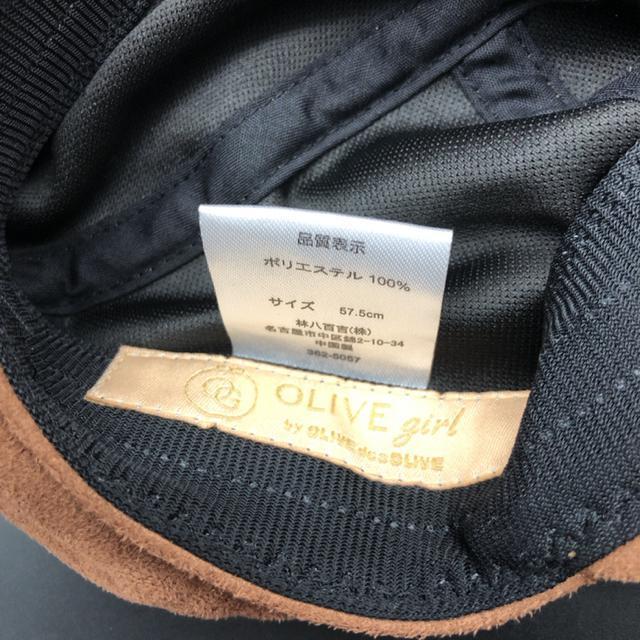 品質表示
ポリエステル 100%
サイズ 57.5cm
林八百吉(株)
名古屋市中区錦2-10-34
中国製
362-5057
OG
OLIVE girl
by OLIVEdesOLIVE